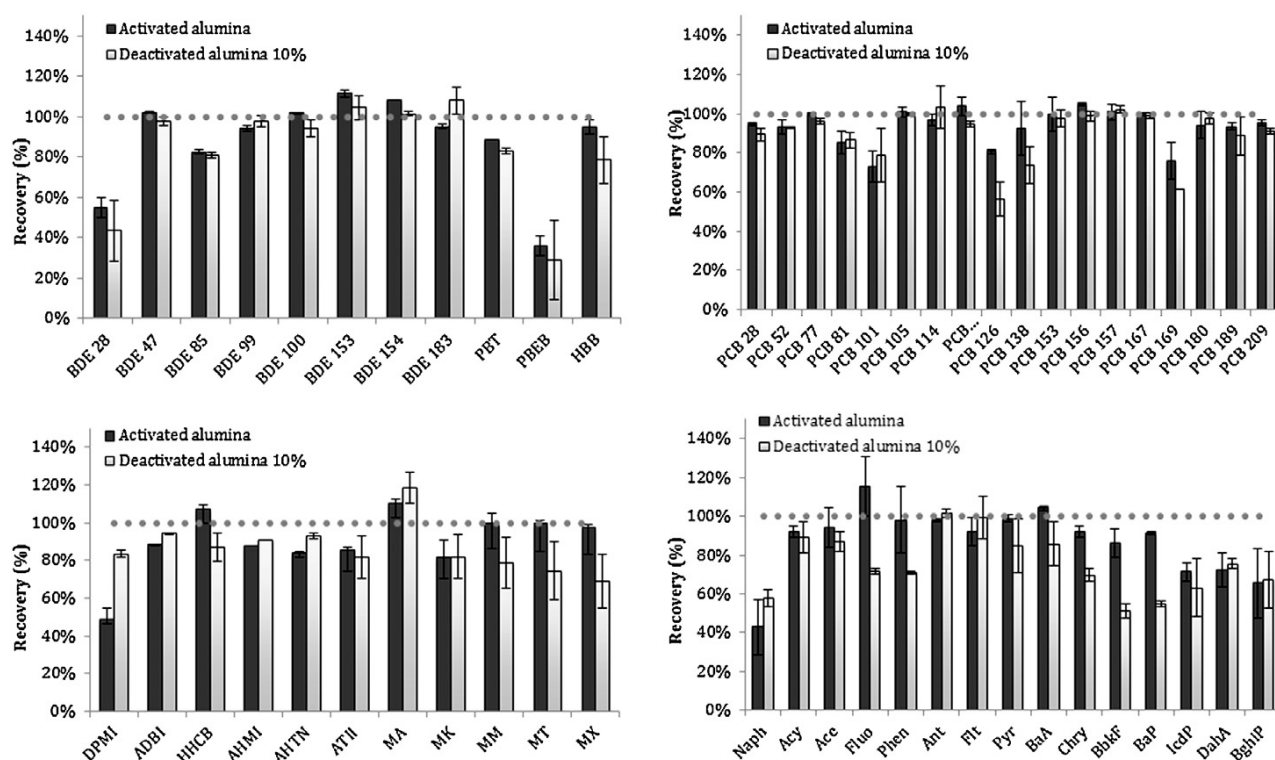 Activated alumina
Deactivated alumina 10%
Recovery (%)
140%
120%
100%
80%
60%
40%
20%
0%
BDE 28
BDE 47
BDE 85
BDE 99
BDE 100
BDE 153
BDE 154
BDE 183
PBT
PBEB
HBB
Activated alumina
Deactivated alumina 10%
Recovery (%)
140%
120%
100%
80%
60%
40%
20%
0%
PCB 28
PCB 52
PCB 77
PCB 81
PCB 101
PCB 105
PCB 114
PCB...
PCB 126
PCB 138
PCB 153
PCB 156
PCB 157
PCB 167
PCB 169
PCB 180
PCB 189
PCB 209
Activated alumina
Deactivated alumina 10%
Recovery (%)
140%
120%
100%
80%
60%
40%
20%
0%
DPMI
ADBI
HHCB
AHMI
AHTN
ATII
MA
MK
MM
MT
MX
Activated alumina
Deactivated alumina 10%
Recovery (%)
140%
120%
100%
80%
60%
40%
20%
0%
Naph
Acy
Ace
Fluo
Phen
Ant
Flt
Pyr
BaA
Chry
BbkF
BaP
IcdP
DahA
BghiP